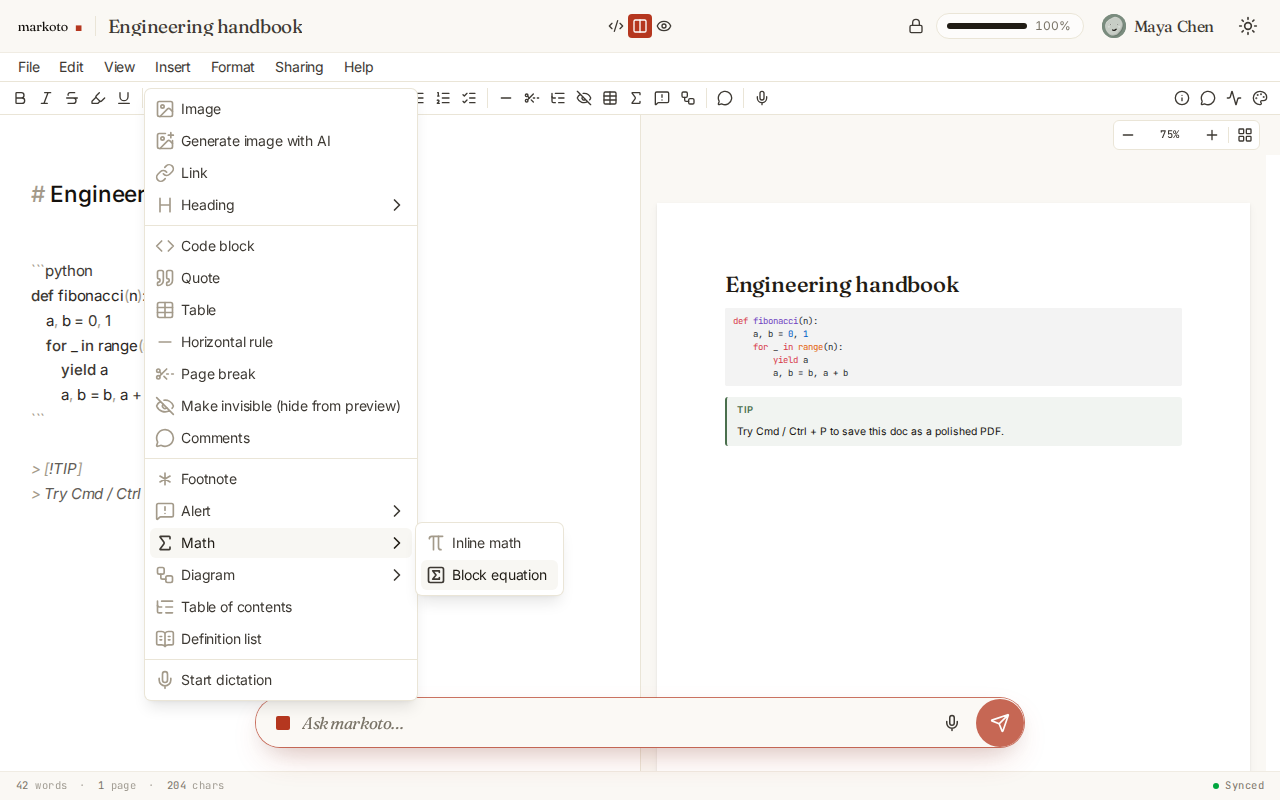 markoto
Engineering handbook
100%
Maya Chen
File Edit View Insert Format Sharing Help
75%
Image
Generate image with AI
Link
Heading
Code block
Quote
Table
Horizontal rule
Page break
Make invisible (hide from preview)
Comments
Footnote
Alert
Math
Diagram
Table of contents
Definition list
Start dictation
Inline math
Block equation
# Engineer
```python
def fibonacci(n):
a, b = 0, 1
for _ in range(
yield a
a, b = b, a +
```
> [!TIP]
> Try Cmd / Ctrl
Engineering handbook
def fibonacci(n):
a, b = 0, 1
for _ in range(n):
yield a
a, b = b, a + b
TIP
Try Cmd / Ctrl + P to save this doc as a polished PDF.
Ask markoto...
42 words · 1 page · 204 chars
Synced